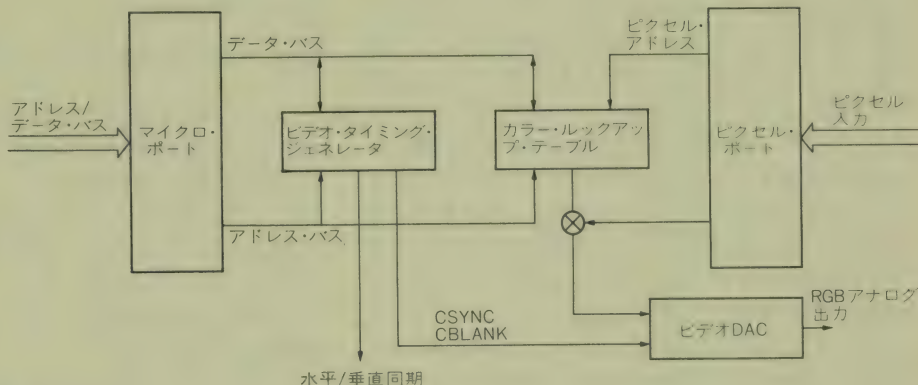 データ・バス
ピクセル・
アドレス
アドレス/
データ・バス
マイクロ・
ポート
ビデオ・タイミング・
ジェネレータ
カラー・ルックアッ
プ・テーブル
ピクセル・
ポート
ピクセル
入力
アドレス・バス
CSYNC
CBLANK
ビデオDAC
RGBアナログ
出力
水平/垂直同期